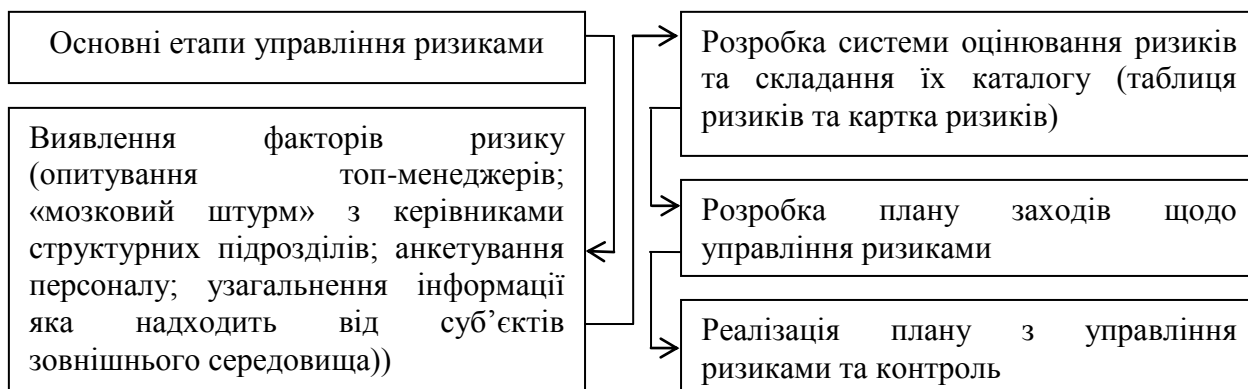 Основні етапи управління ризиками
Виявлення факторів ризику
(опитування топ-менеджерів;
«мозковий штурм» з керівниками
структурних підрозділів; анкетування
персоналу; узагальнення інформації
яка надходить від суб’єктів
зовнішнього середовища))
Розробка системи оцінювання ризиків
та складання їх каталогу (таблиця
ризиків та картка ризиків)
Розробка плану заходів щодо
управління ризиками
Реалізація плану з управління
ризиками та контроль